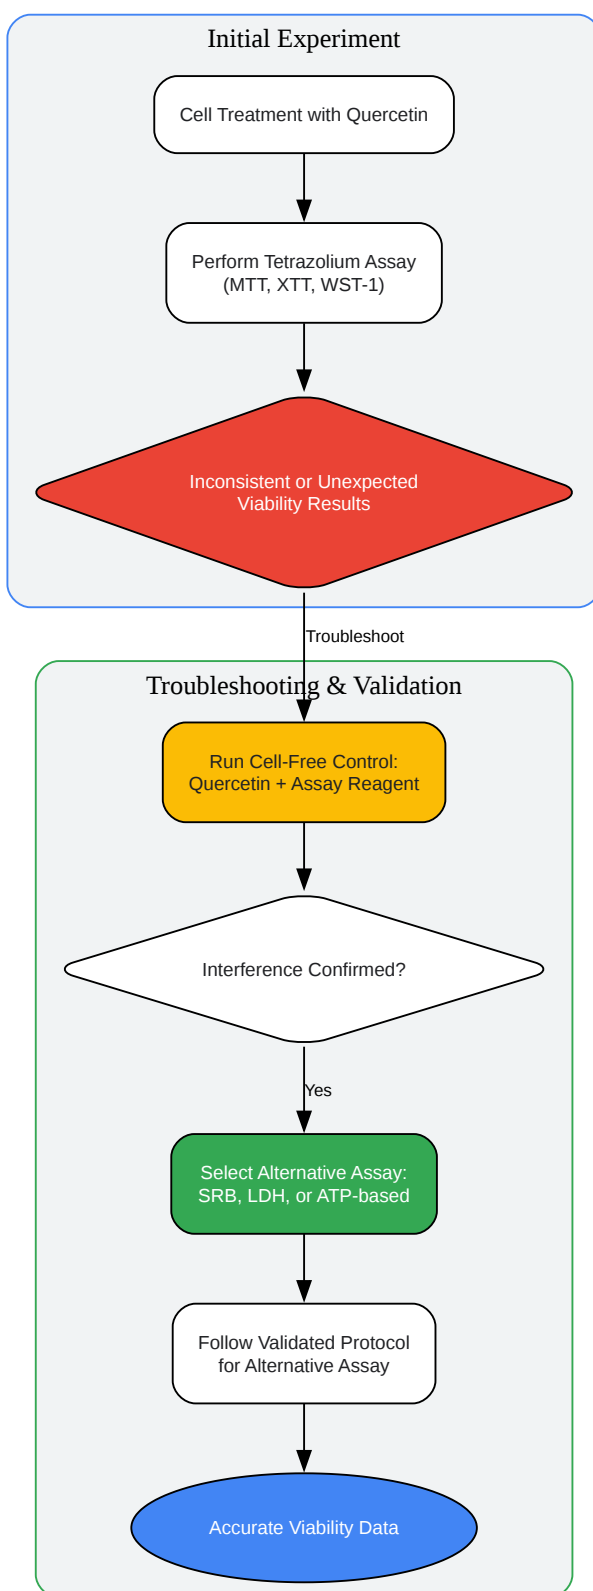 Initial Experiment
Cell Treatment with Quercetin
Perform Tetrazolium Assay
(MTT, XTT, WST-1)
Inconsistent or Unexpected
Viability Results
Troubleshoot
Troubleshooting & Validation
Run Cell-Free Control:
Quercetin + Assay Reagent
Interference Confirmed?
Yes
Select Alternative Assay:
SRB, LDH, or ATP-based
Follow Validated Protocol
for Alternative Assay
Accurate Viability Data